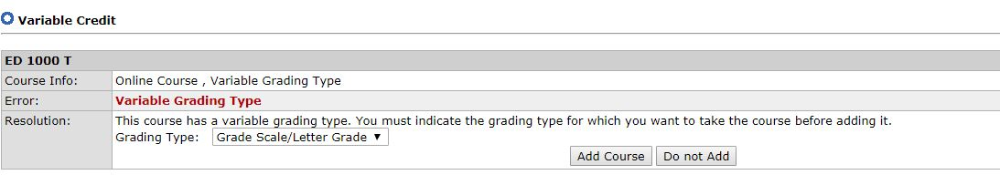 Variable Credit
ED 1000 T
Course Info: Online Course , Variable Grading Type
Error: Variable Grading Type
Resolution: This course has a variable grading type. You must indicate the grading type for which you want to take the course before adding it.
Grading Type: Grade Scale/Letter Grade
Add Course Do not Add